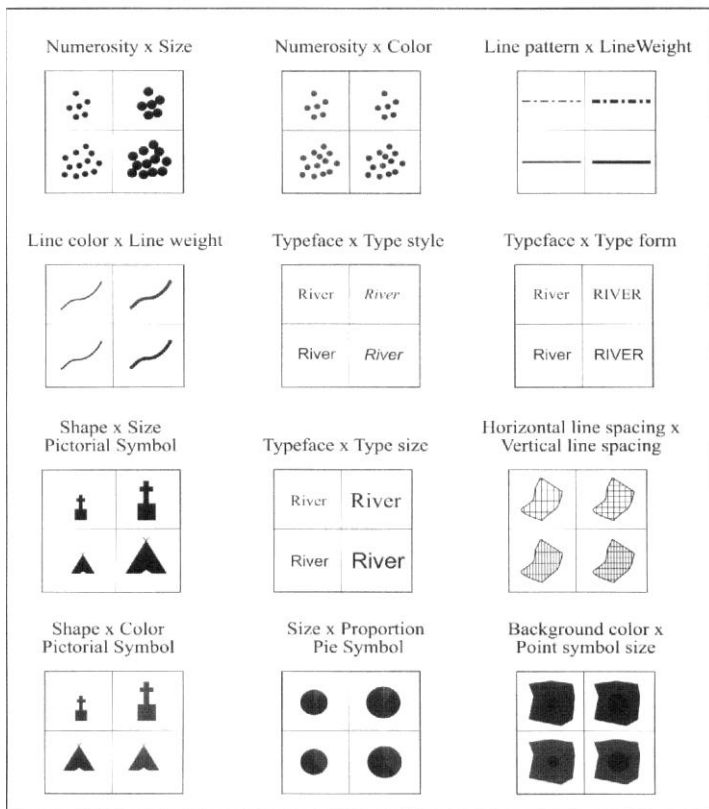 Numerosity x Size
Numerosity x Color
Line pattern x LineWeight
Line color x Line weight
Typeface x Type style
Typeface x Type form
River
River
River
RIVER
River
River
River
RIVER
Shape x Size
Pictorial Symbol
Typeface x Type size
Horizontal line spacing x
Vertical line spacing
River
River
River
River
Shape x Color
Pictorial Symbol
Size x Proportion
Pie Symbol
Background color x
Point symbol size